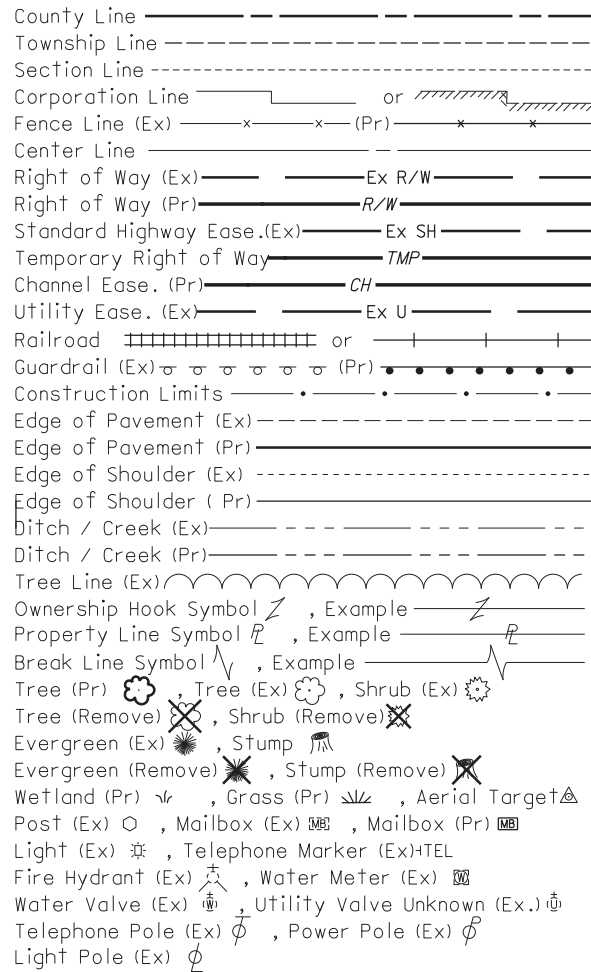 County Line
Township Line
Section Line
Corporation Line or
Fence Line (Ex) x x (Pr) x x
Center Line
Right of Way (Ex) Ex R/W
Right of Way (Pr) R/W
Standard Highway Ease.(Ex) Ex SH
Temporary Right of Way TMP
Channel Ease. (Pr) CH
Utility Ease. (Ex) Ex U
Railroad or
Guardrail (Ex) (Pr)
Construction Limits
Edge of Pavement (Ex)
Edge of Pavement (Pr)
Edge of Shoulder (Ex)
Edge of Shoulder ( Pr)
Ditch / Creek (Ex)
Ditch / Creek (Pr)
Tree Line (Ex)
Ownership Hook Symbol , Example
Property Line Symbol PL , Example PL
Break Line Symbol , Example
Tree (Pr) , Tree (Ex) , Shrub (Ex)
Tree (Remove) , Shrub (Remove)
Evergreen (Ex) , Stump
Evergreen (Remove) , Stump (Remove)
Wetland (Pr) , Grass (Pr) , Aerial Target
Post (Ex) , Mailbox (Ex) MB , Mailbox (Pr) MB
Light (Ex) , Telephone Marker (Ex) TEL
Fire Hydrant (Ex) , Water Meter (Ex) W
Water Valve (Ex) W , Utility Valve Unknown (Ex.) U
Telephone Pole (Ex) , Power Pole (Ex)
Light Pole (Ex)